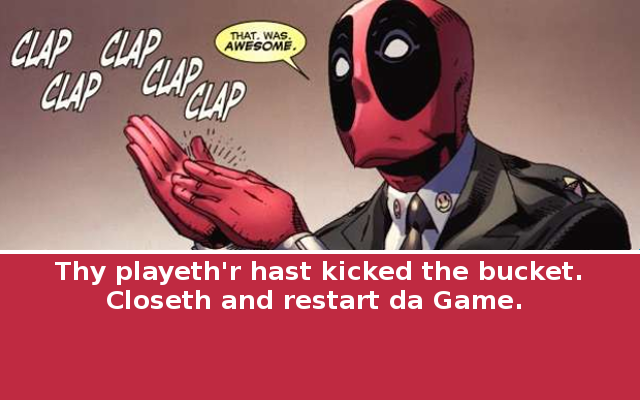 CLAP
CLAP
CLAP
CLAP
CLAP
THAT. WAS.
AWESOME.
Thy playeth'r hast kicked the bucket.
Closeth and restart da Game.